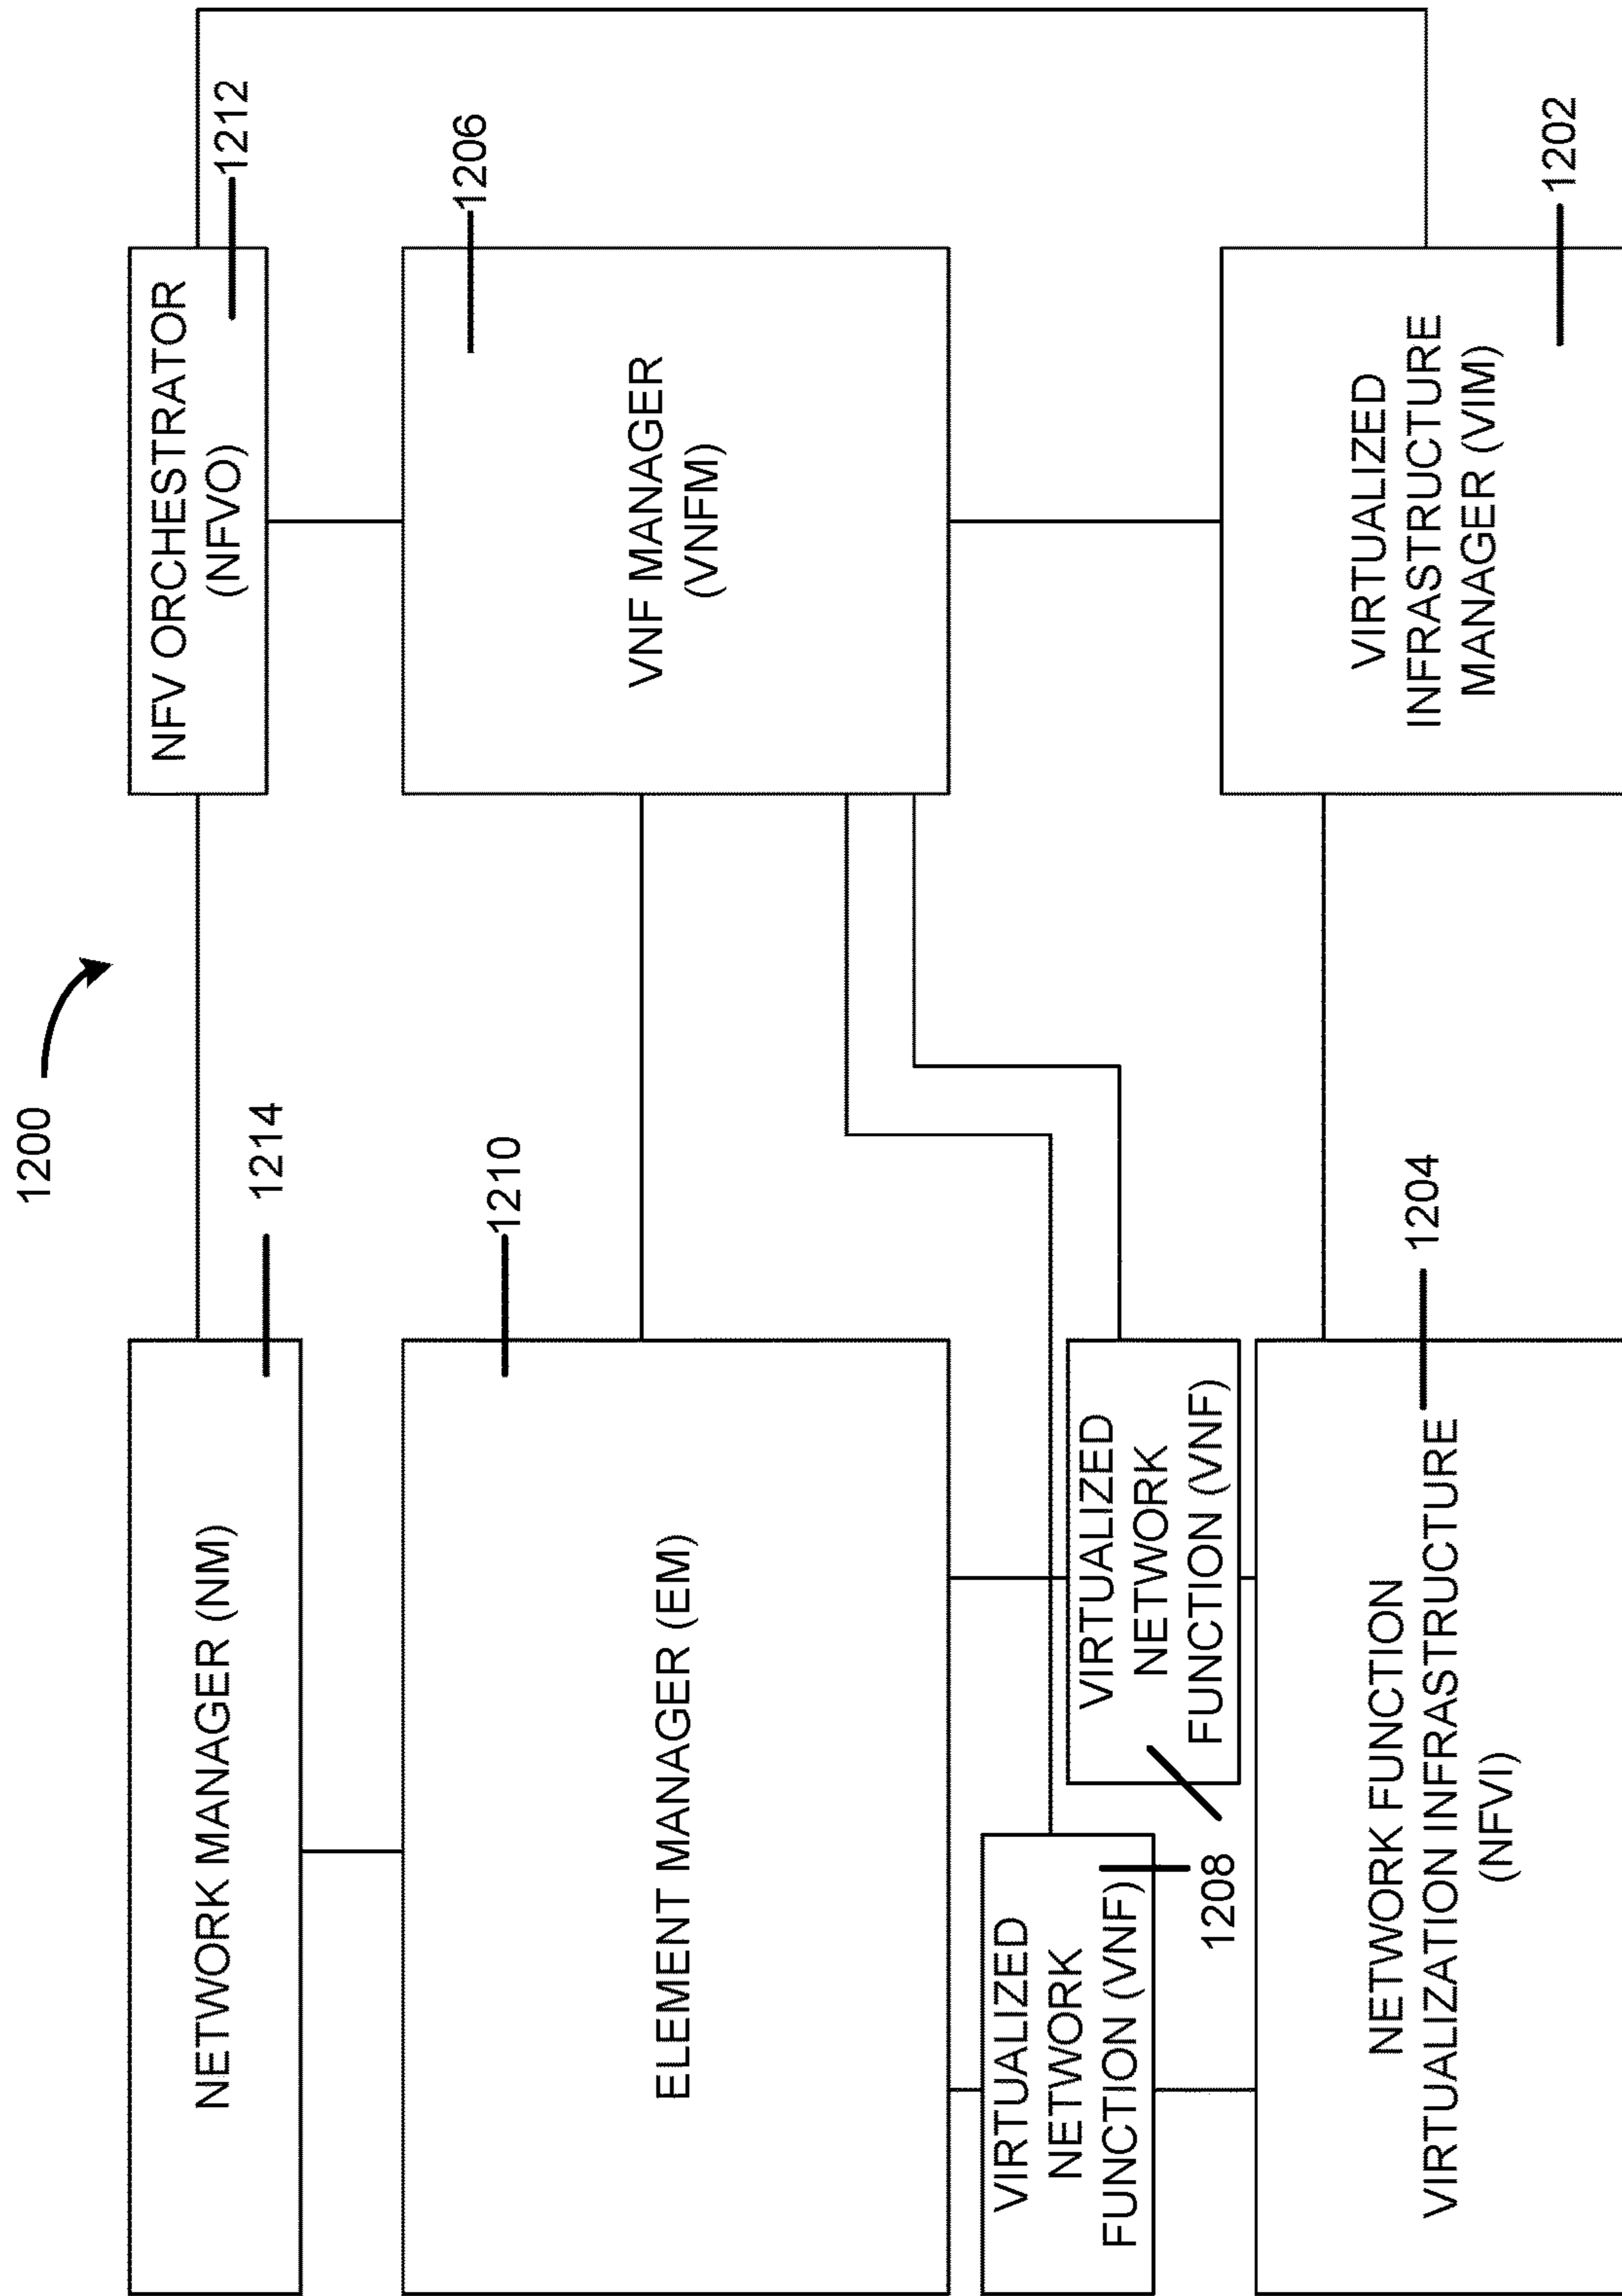 1200
NETWORK MANAGER (NM)
1214
NFV ORCHESTRATOR
(NFVO)
1212
ELEMENT MANAGER (EM)
1210
VNF MANAGER
(VNFM)
1206
VIRTUALIZED
NETWORK
FUNCTION (VNF)
VIRTUALIZED
NETWORK
FUNCTION (VNF)
1208
NETWORK FUNCTION
VIRTUALIZATION INFRASTRUCTURE
(NFVI)
1204
VIRTUALIZED
INFRASTRUCTURE
MANAGER (VIM)
1202